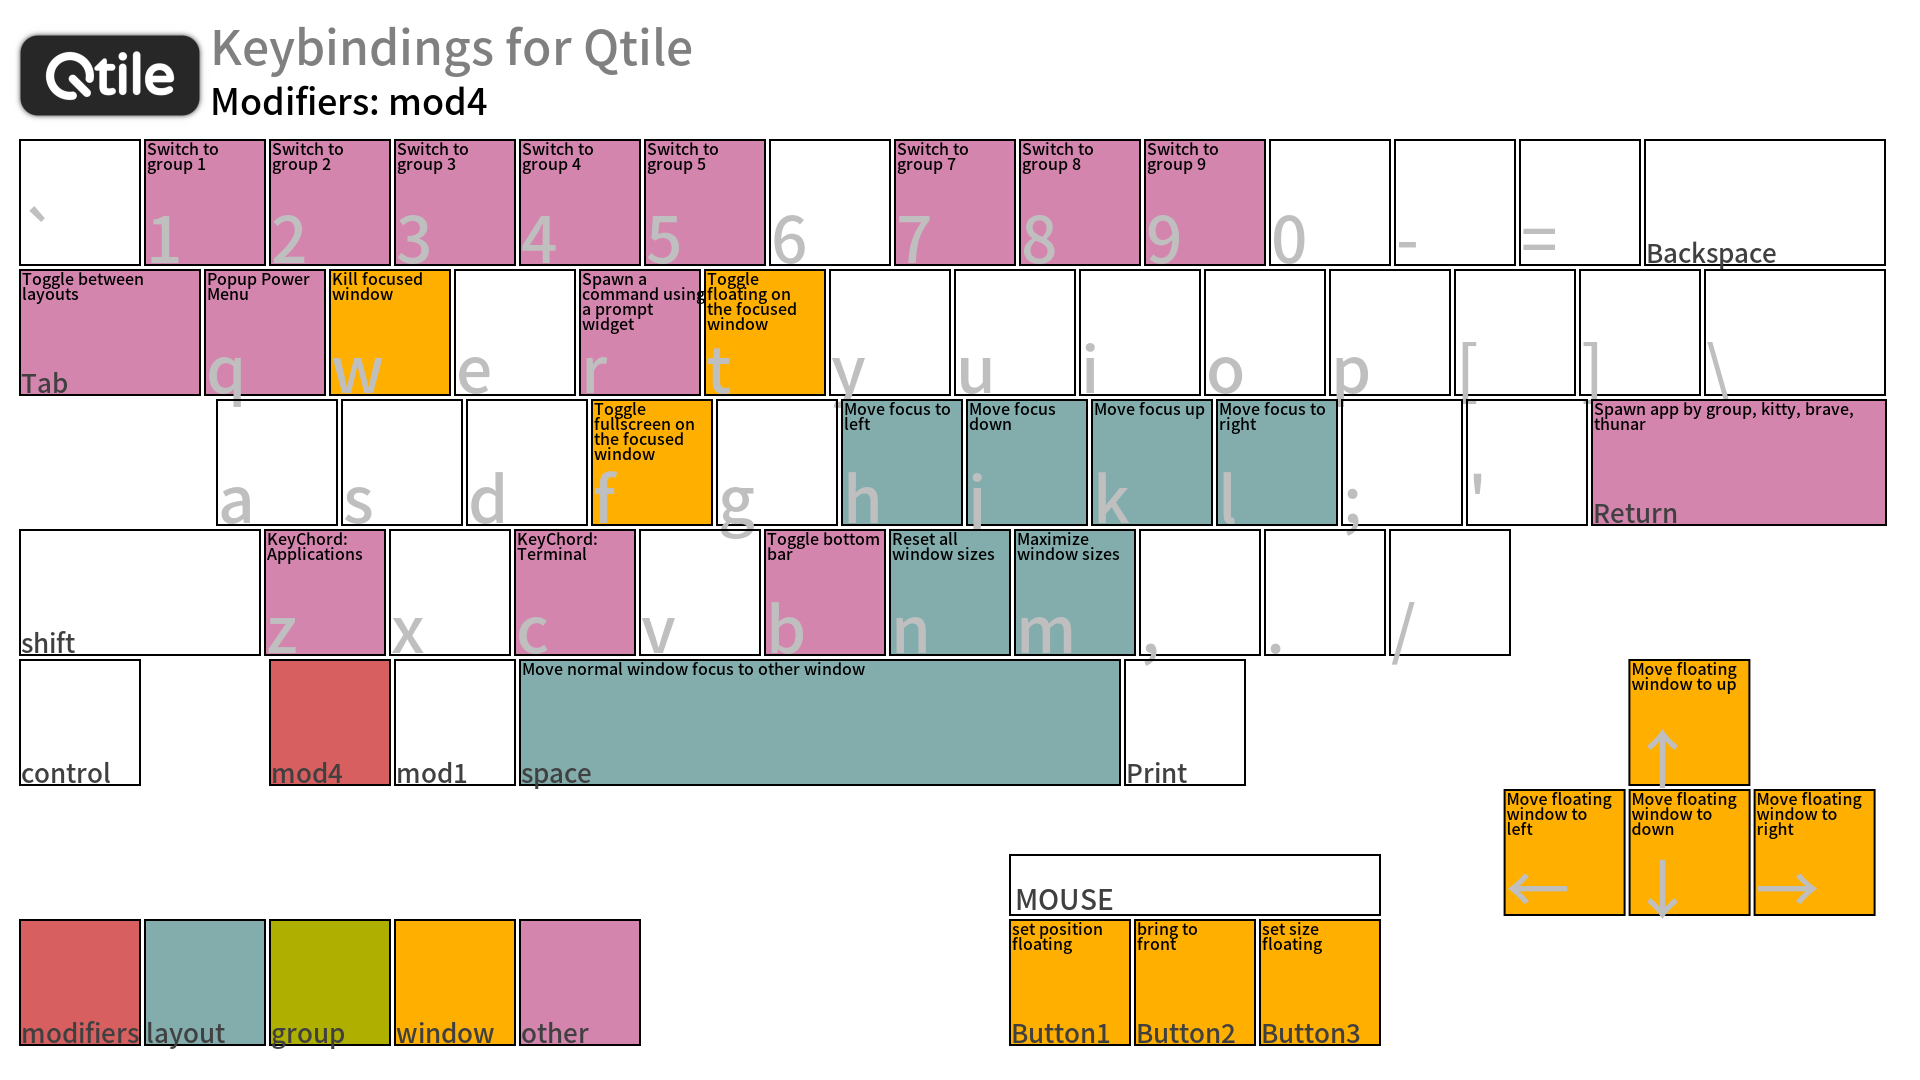 Qtile
Keybindings for Qtile
Modifiers: mod4
`
Switch to
group 1
1
Switch to
group 2
2
Switch to
group 3
3
Switch to
group 4
4
Switch to
group 5
5
6
Switch to
group 7
7
Switch to
group 8
8
Switch to
group 9
9
0
-
=
Backspace
Toggle between
layouts
Tab
Popup Power
Menu
q
Kill focused
window
w
e
Spawn a
command using
a prompt
widget
r
Toggle
floating on
the focused
window
t
y
u
i
o
p
[
]
\
a
s
d
Toggle
fullscreen on
the focused
window
f
g
Move focus to
left
h
Move focus
down
j
Move focus up
k
Move focus to
right
l
;
'
Spawn app by group, kitty, brave,
thunar
Return
shift
KeyChord:
Applications
z
x
KeyChord:
Terminal
c
v
Toggle bottom
bar
b
Reset all
window sizes
n
Maximize
window sizes
m
,
.
/
control
mod4
mod1
Move normal window focus to other window
space
Print
Move floating
window to up
↑
Move floating
window to
left
←
Move floating
window to
down
↓
Move floating
window to
right
→
MOUSE
set position
floating
Button1
bring to
front
Button2
set size
floating
Button3
modifiers
layout
group
window
other